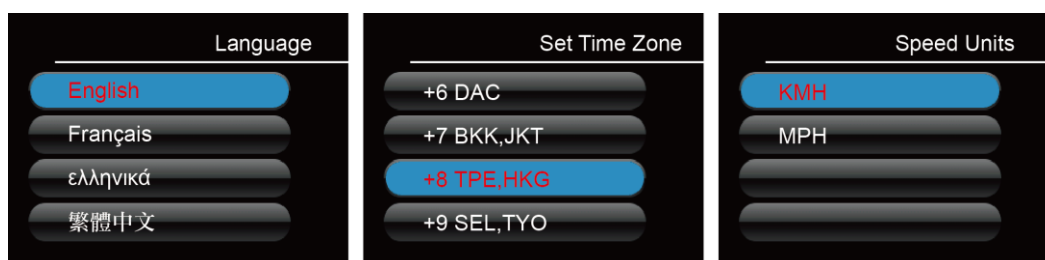 Language
English
Français
ελληνικά
繁體中文
Set Time Zone
+6 DAC
+7 BKK,JKT
+8 TPE,HKG
+9 SEL,TYO
Speed Units
KMH
MPH